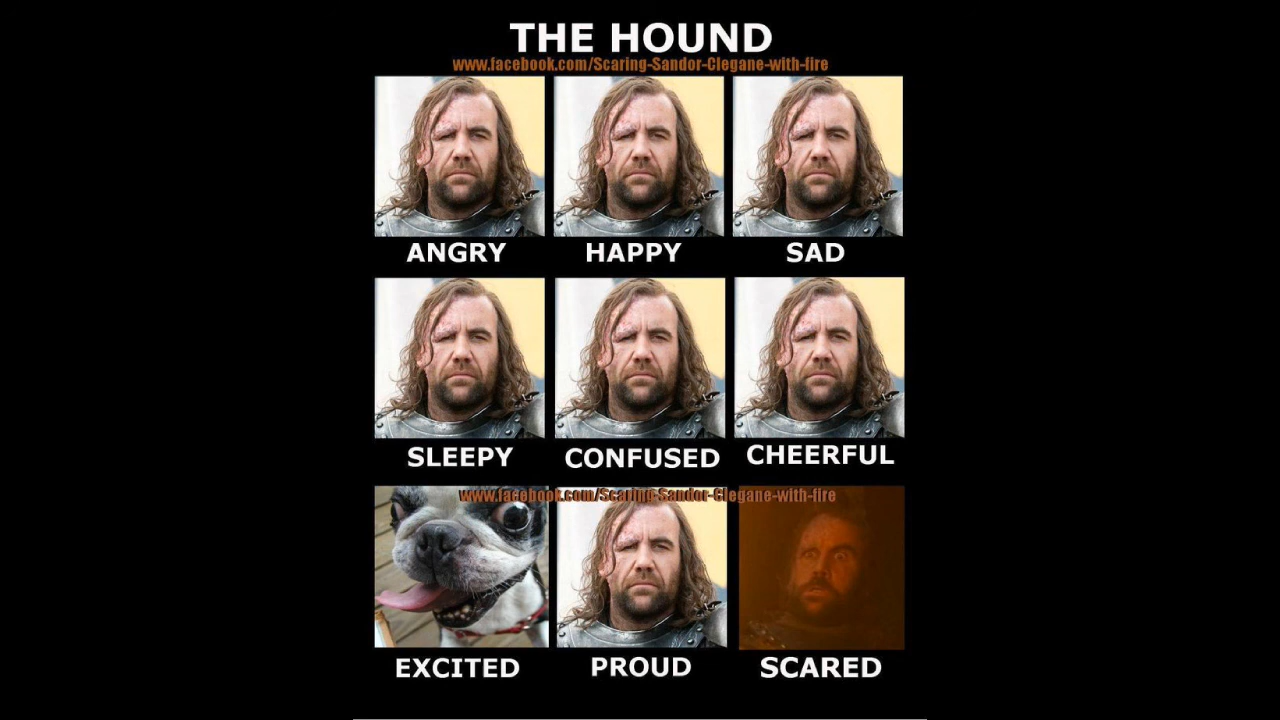 THE HOUND
www.facebook.com/Scaring-Sandor-Clegane-with-fire
ANGRY HAPPY SAD
SLEEPY CONFUSED CHEERFUL
www.facebook.com/Scaring-Sandor-Clegane-with-fire
EXCITED PROUD SCARED